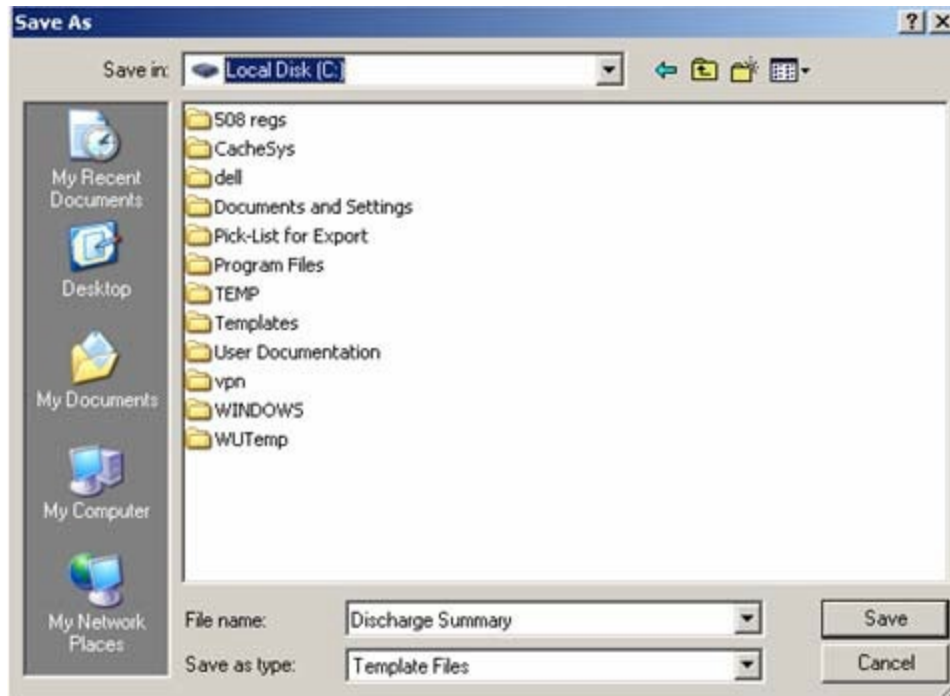 Save As
Save in: Local Disk (C:)
508 regs
CacheSys
dell
Documents and Settings
Pick-List for Export
Program Files
TEMP
Templates
User Documentation
vpn
WINDOWS
WUTemp
My Recent
Documents
Desktop
My Documents
My Computer
My Network
Places
File name: Discharge Summary Save
Save as type: Template Files Cancel